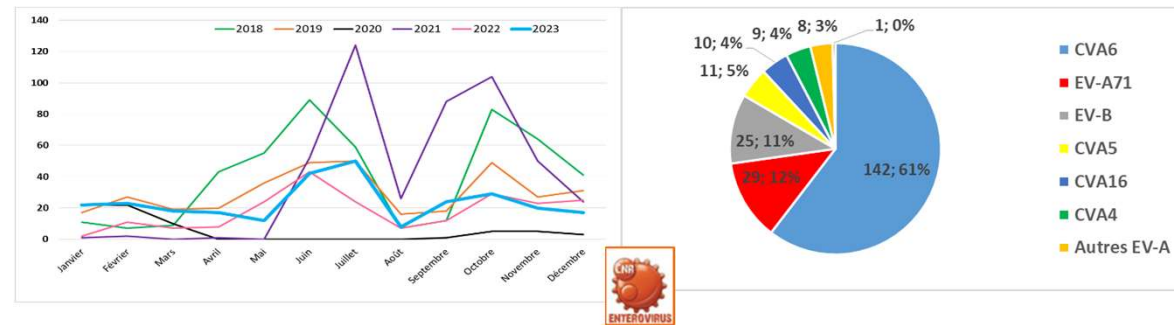 140
120
100
80
60
40
20
0
2018 2019 2020 2021 2022 2023
Janvier
Février
Mars
Avril
Mai
Juin
Juillet
Août
Septembre
Octobre
Novembre
Décembre
CNR
ENTEROVIRUS
1; 0%
8; 3%
9; 4%
10; 4%
11; 5%
25; 11%
29; 12%
142; 61%
CVA6
EV-A71
EV-B
CVA5
CVA16
CVA4
Autres EV-A